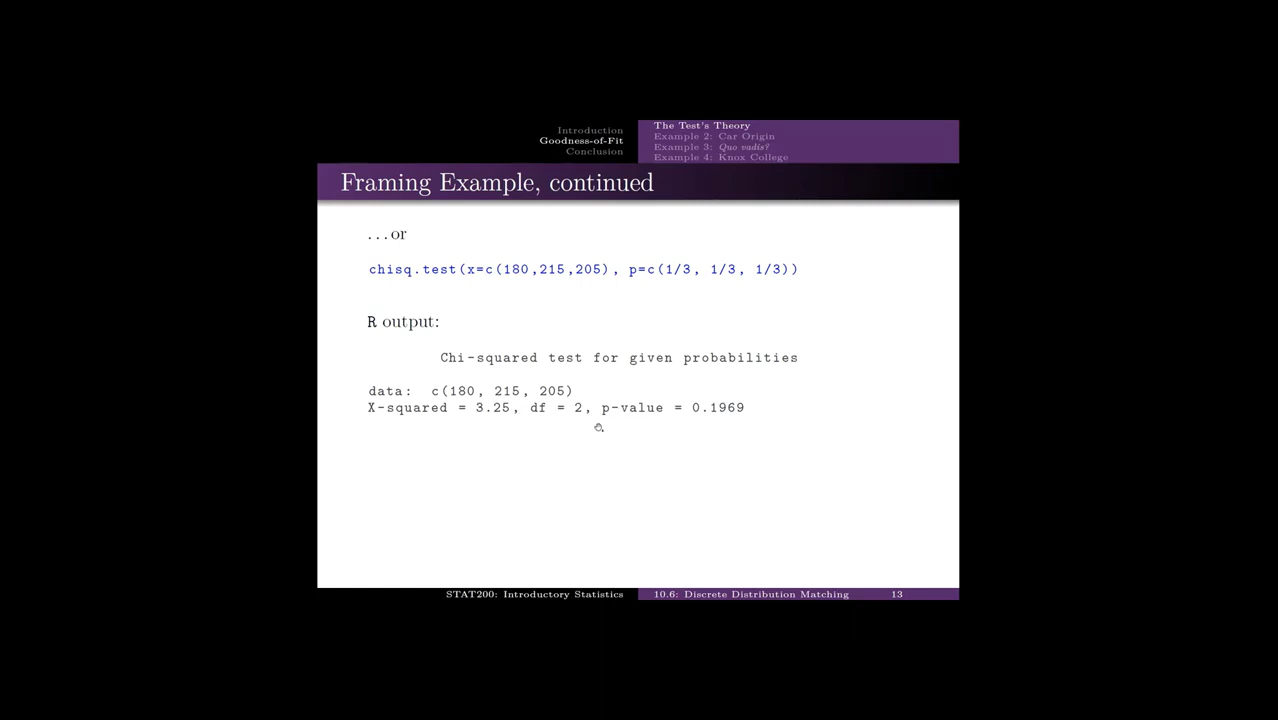 Introduction
Goodness-of-Fit
Conclusion
The Test's Theory
Example 2: Car Origin
Example 3: Quo vadis?
Example 4: Knox College
Framing Example, continued
...or
chisq.test(x=c(180,215,205), p=c(1/3, 1/3, 1/3))
R output:
Chi-squared test for given probabilities
data: c(180, 215, 205)
X-squared = 3.25, df = 2, p-value = 0.1969
STAT200: Introductory Statistics
10.6: Discrete Distribution Matching 13